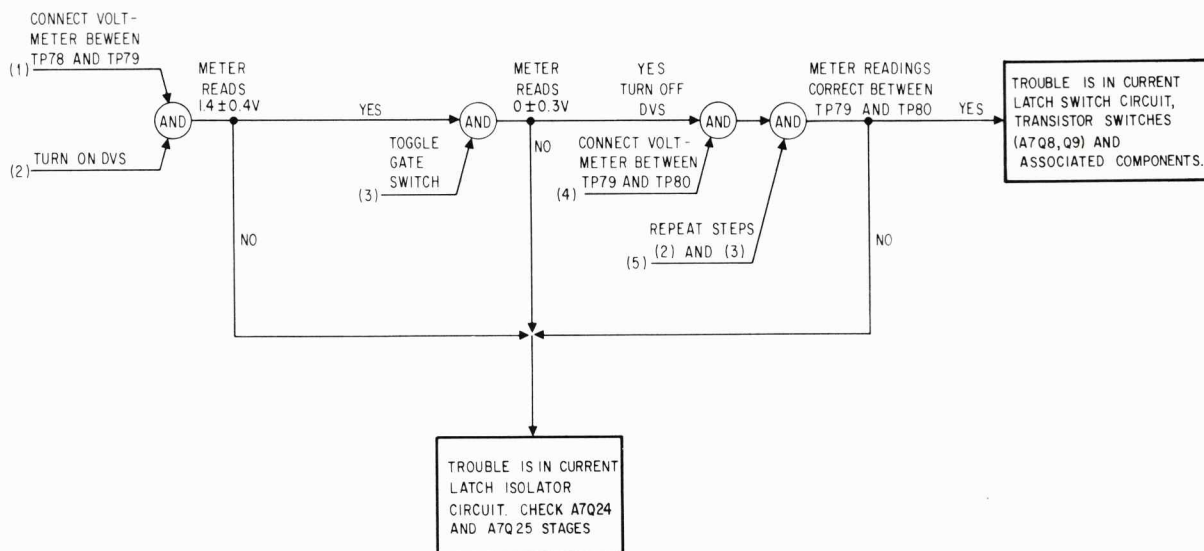 CONNECT VOLT-
METER BEWEEN
TP78 AND TP79
(1)
AND
(2) TURN ON DVS
METER
READS
1.4 ± 0.4V
NO
YES
TOGGLE
GATE
SWITCH
(3)
AND
METER
READS
0 ± 0.3V
NO
YES
TURN OFF
DVS
CONNECT VOLT-
METER BETWEEN
TP79 AND TP80
(4)
AND
AND
REPEAT STEPS
(2) AND (3)
(5)
METER READINGS
CORRECT BETWEEN
TP79 AND TP80
NO
YES
TROUBLE IS IN CURRENT
LATCH SWITCH CIRCUIT,
TRANSISTOR SWITCHES
(A7Q8, Q9) AND
ASSOCIATED COMPONENTS.
TROUBLE IS IN CURRENT
LATCH ISOLATOR
CIRCUIT. CHECK A7Q24
AND A7Q25 STAGES